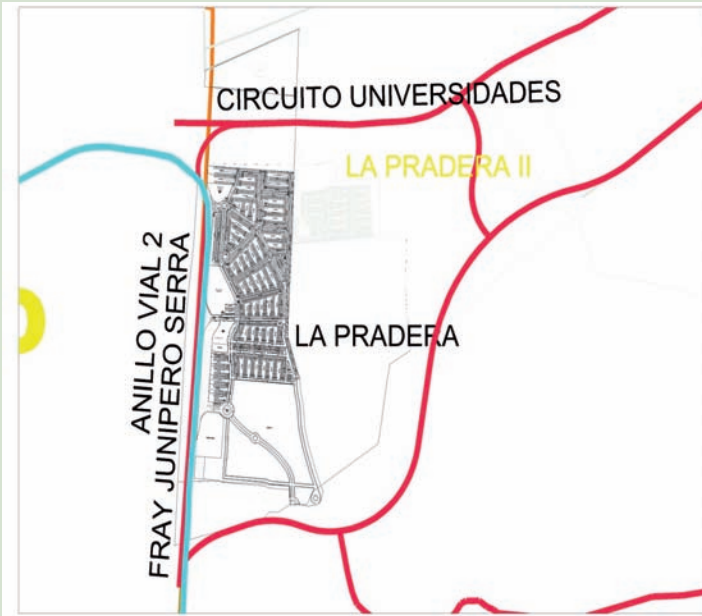 CIRCUITO UNIVERSIDADES
LA PRADERA II
ANILLO VIAL 2
FRAY JUNIPERO SERRA
LA PRADERA